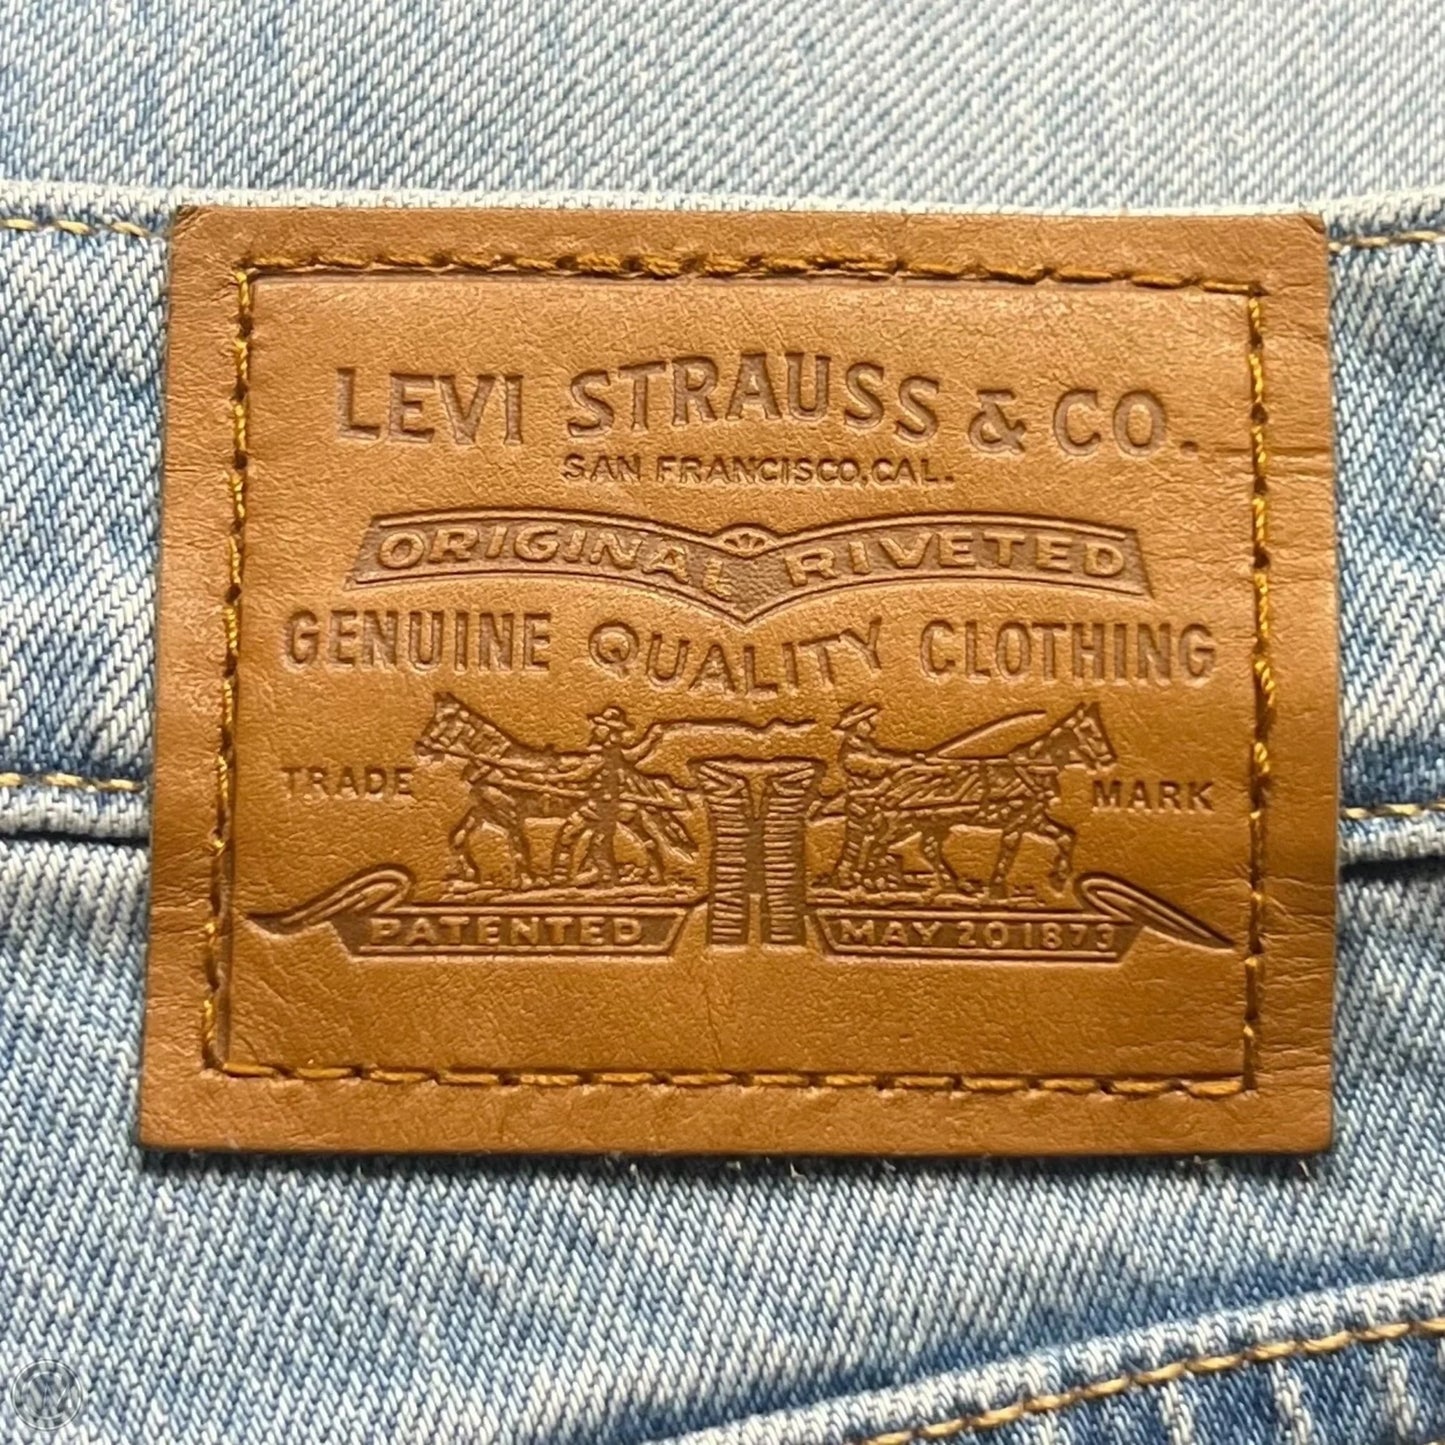 LEVI STRAUSS & CO.
SAN FRANCISCO, CAL.
ORIGINAL RIVETED
GENUINE QUALITY CLOTHING
TRADE MARK
PATENTED MAY 20 1873